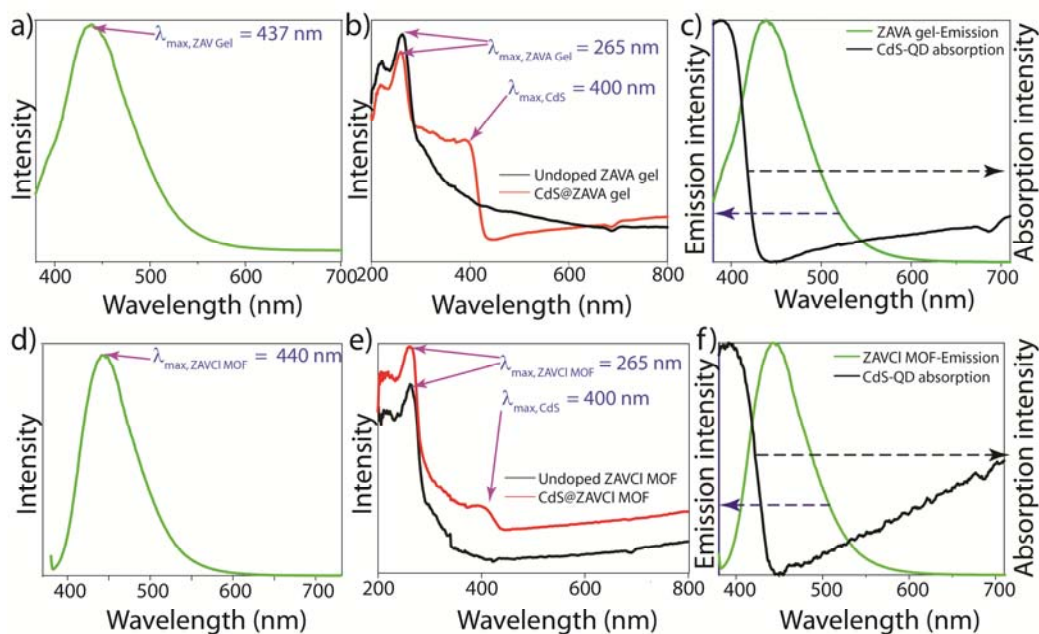 a)
λmax, ZAV Gel = 437 nm
Intensity
400 500 600 700
Wavelength (nm)
b)
λmax, ZAVA Gel = 265 nm
λmax, CdS = 400 nm
Undoped ZAVA gel
CdS@ZAVA gel
Intensity
200 400 600 800
Wavelength (nm)
c)
ZAVA gel-Emission
CdS-QD absorption
Emission intensity
Absorption intensity
400 500 600 700
Wavelength (nm)
d)
λmax, ZAVCl MOF = 440 nm
Intensity
400 500 600 700
Wavelength (nm)
e)
λmax, ZAVCl MOF = 265 nm
λmax, CdS = 400 nm
Undoped ZAVCl MOF
CdS@ZAVCl MOF
Intensity
200 400 600 800
Wavelength (nm)
f)
ZAVCl MOF-Emission
CdS-QD absorption
Emission intensity
Absorption intensity
400 500 600 700
Wavelength (nm)